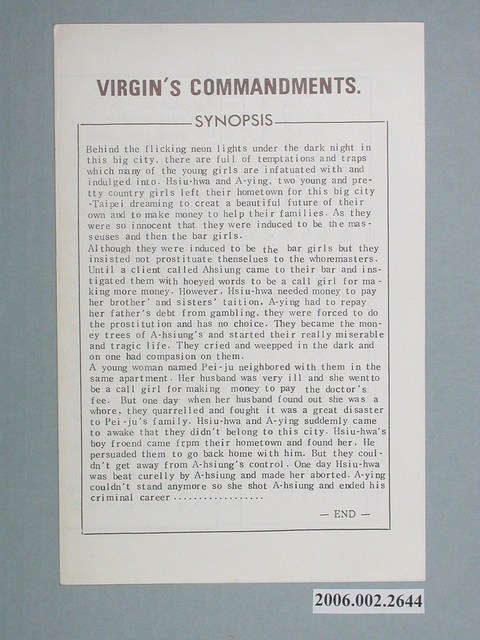 VIRGIN'S COMMANDMENTS.
SYNOPSIS
Behind the flicking neon lights under the dark night in
this big city, there are full of temptations and traps
which many of the young girls are infatuated with and
indulged into. Hsiu-hwa and A-ying, two young and pre-
tty country girls left their hometown for this big city
-Taipei dreaming to creat a beautiful future of their
own and to make money to help their families. As they
were so innocent that they were induced to be the mas-
seuses and then the bar girls.
Although they were induced to be the bar girls but they
insisted not prostituate themselues to the whoremasters.
Until a client called Ahsiung came to their bar and ins-
tigated them with hoeyed words to be a call girl for ma-
king more money. However, Hsiu-hwa needed money to pay
her brother' and sisters' taition, A-ying had to repay
her father's debt from gambling, they were forced to do
the prostitution and has no choice. They became the mon-
ey trees of A-hsiung's and started their really miserable
and tragic life. They cried and weepped in the dark and
on one had compasion on them.
A young woman named Pei-ju neighbored with them in the
same apartment. Her husband was very ill and she wento
be a call girl for making money to pay the doctor's
fee. But one day when her husband found out she was a
whore, they quarrelled and fought it was a great disater
to Pei-ju's family. Hsiu-hwa and A-ying suddemly came
to awake that they didn't belong to this city. Hsiu-hwa's
boy froend came frpm their hometown and found her. He
persuaded them to go back home with him. But they coul-
dn't get away from A-hsiung's control. One day Hsiu-hwa
was beat curelly by A-hsiung and made her aborted. A-ying
couldn't stand anymore so she shot A-hsiung and ended his
criminal career..................
— END —
2006.002.2644